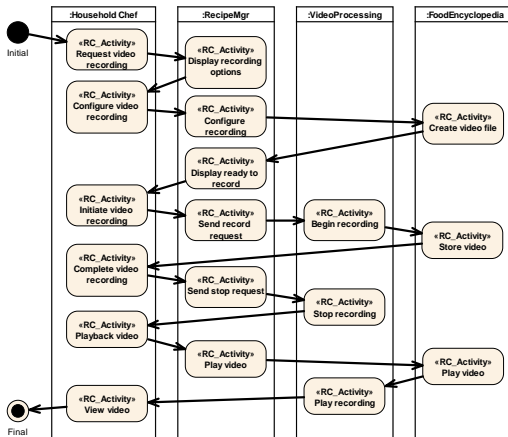 :Household Chef
:RecipeMgr
:VideoProcessing
:FoodEncyclopedia
Initial
«RC_Activity»
Request video
recording
«RC_Activity»
Display recording
options
«RC_Activity»
Configure video
recording
«RC_Activity»
Configure
recording
«RC_Activity»
Create video file
«RC_Activity»
Display ready to
record
«RC_Activity»
Initiate video
recording
«RC_Activity»
Send record
request
«RC_Activity»
Begin recording
«RC_Activity»
Store video
«RC_Activity»
Complete video
recording
«RC_Activity»
Send stop request
«RC_Activity»
Stop recording
«RC_Activity»
Playback video
«RC_Activity»
Play video
«RC_Activity»
Play video
«RC_Activity»
Play recording
«RC_Activity»
View video
Final